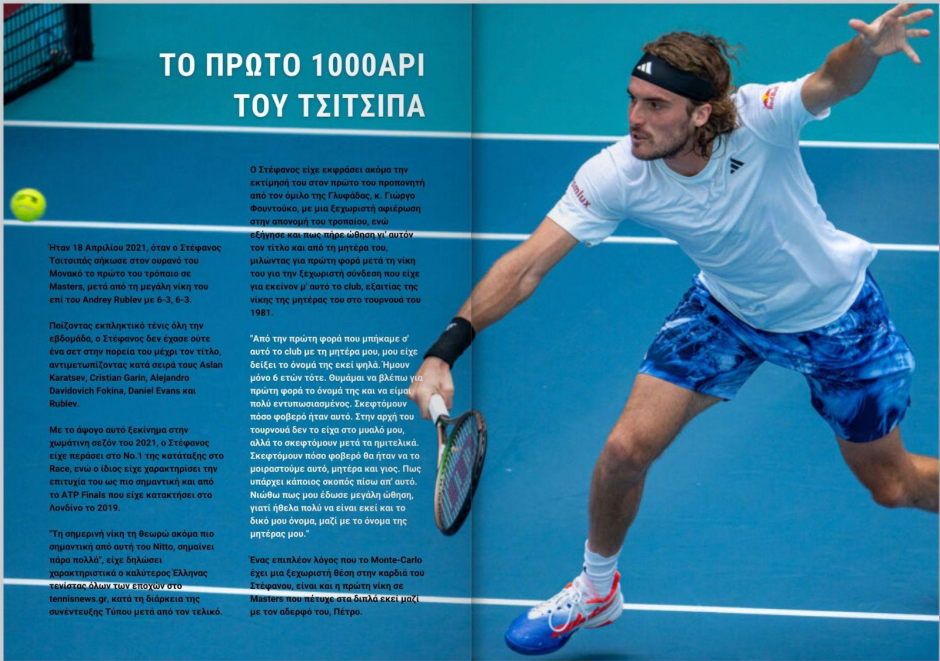 ΤΟ ΠΡΩΤΟ 1000ΑΡΙ
ΤΟΥ ΤΣΙΤΣΙΠΑ
Ήταν 18 Απριλίου 2021, όταν ο Στέφανος
Τσιτσιπάς σήκωσε στον ουρανό του
Μονακό το πρώτο του τρόπαιο σε
Masters, μετά από τη μεγάλη νίκη του
επί του Andrey Rublev με 6-3, 6-3.
Παίζοντας εκπληκτικό τένις όλη την
εβδομάδα, ο Στέφανος δεν έχασε ούτε
ένα σετ στην πορεία του μέχρι τον τίτλο,
αντιμετωπίζοντας κατά σειρά τους Aslan
Karatsev, Cristian Garin, Alejandro
Davidovich Fokina, Daniel Evans και
Rublev.
Με το άψογο αυτό ξεκίνημα στην
χωμάτινη σεζόν του 2021, ο Στέφανος
είχε περάσει στο No.1 της κατάταξης στο
Race, ενώ ο ίδιος είχε χαρακτηρίσει την
επιτυχία του ως πιο σημαντική και από
το ATP Finals που είχε κατακτήσει στο
Λονδίνο το 2019.
"Τη σημερινή νίκη τη θεωρώ ακόμα πιο
σημαντική από αυτή του Nitto, σημαίνει
πάρα πολλά", είχε δηλώσει
χαρακτηριστικά ο καλύτερος Έλληνας
τενίστας όλων των εποχών στο
tennisnews.gr, κατά τη διάρκεια της
συνέντευξης Τύπου μετά από τον τελικό.
Ο Στέφανος είχε εκφράσει ακόμα την
εκτίμησή του στον πρώτο του προπονητή
από τον όμιλο της Γλυφάδας, κ. Γιώργο
Φουντούκο, με μια ξεχωριστή αφιέρωση
στην απονομή του τροπαίου, ενώ
εξήγησε και πως πήρε ώθηση γι' αυτόν
τον τίτλο και από τη μητέρα του,
μιλώντας για πρώτη φορά μετά τη νίκη
του για την ξεχωριστή σύνδεση που είχε
για εκείνον μ' αυτό το club, εξαιτίας της
νίκης της μητέρας του στο τουρνουά του
1981.
"Από την πρώτη φορά που μπήκαμε σ'
αυτό το club με τη μητέρα μου, μου είχε
δείξει το όνομά της εκεί ψηλά. Ήμουν
μόνο 6 ετών τότε. Θυμάμαι να βλέπω για
πρώτη φορά το όνομά της και να είμαι
πολύ εντυπωσιασμένος. Σκεφτόμουν
πόσο φοβερό ήταν αυτό. Στην αρχή του
τουρνουά δεν το είχα στο μυαλό μου,
αλλά το σκεφτόμουν μετά τα ημιτελικά.
Σκεφτόμουν πόσο φοβερό θα ήταν να το
μοιραστούμε αυτό, μητέρα και γιος. Πως
υπάρχει κάποιος σκοπός πίσω απ' αυτό.
Νιώθω πως μου έδωσε μεγάλη ώθηση,
γιατί ήθελα πολύ να είναι εκεί και το
δικό μου όνομα, μαζί με το όνομα της
μητέρας μου."
Ένας επιπλέον λόγος που το Monte-Carlo
έχει μια ξεχωριστή θέση στην καρδιά του
Στέφανου, είναι και η πρώτη νίκη σε
Masters που πέτυχε στα διπλά εκεί μαζί
με τον αδερφό του, Πέτρο.